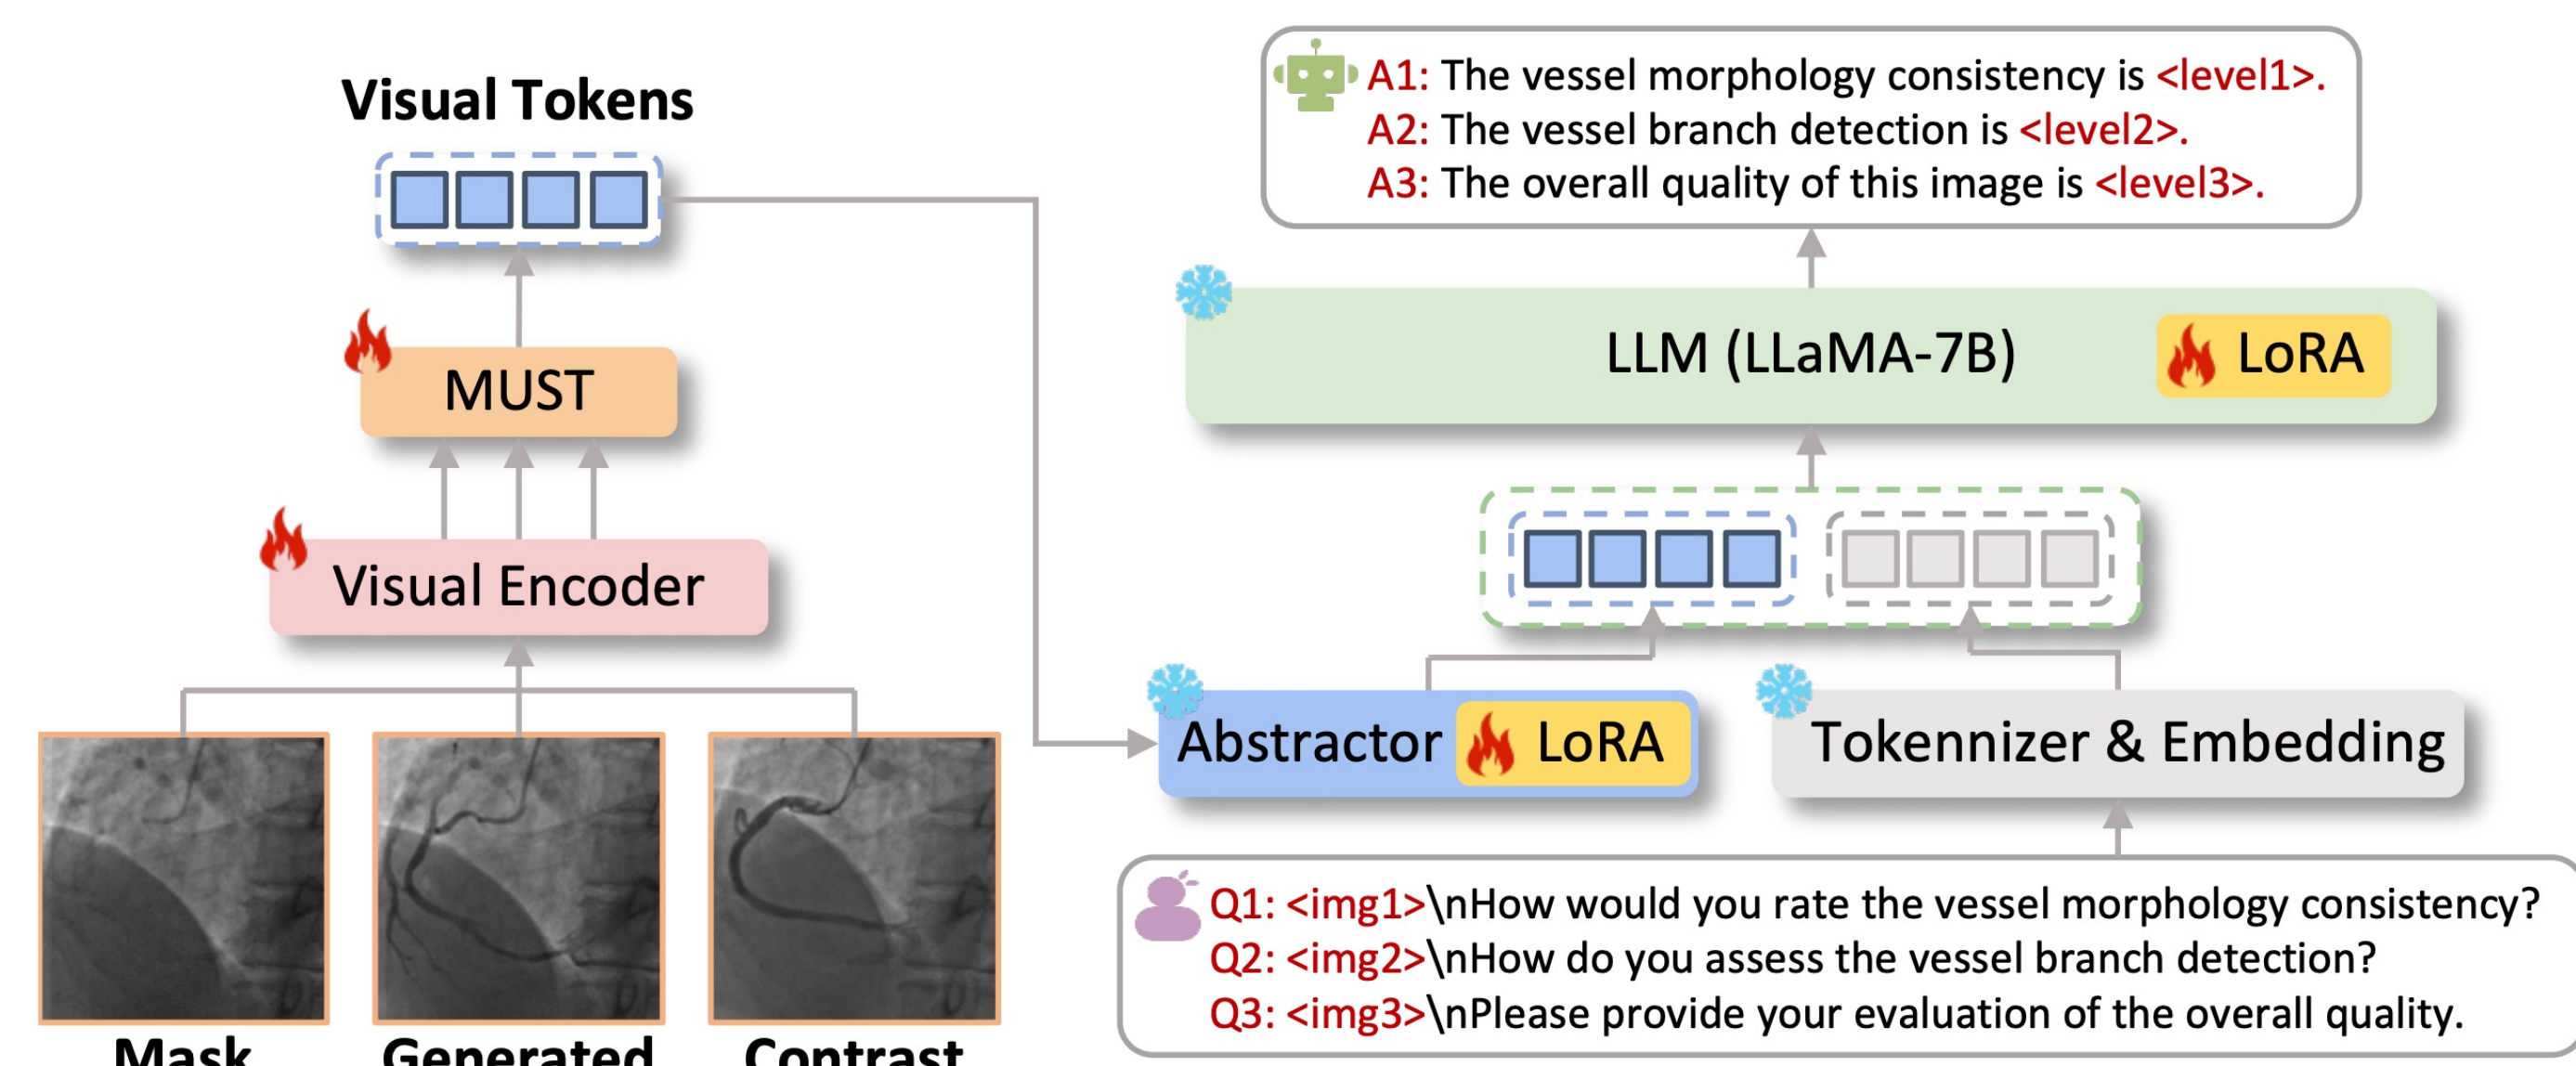 Visual Tokens
MUST
Visual Encoder
Mask
Generated
Contrast
A1: The vessel morphology consistency is <level1>.
A2: The vessel branch detection is <level2>.
A3: The overall quality of this image is <level3>.
LLM (LLaMA-7B)
LoRA
Abstractor
LoRA
Tokennizer & Embedding
Q1: <img1>\nHow would you rate the vessel morphology consistency?
Q2: <img2>\nHow do you assess the vessel branch detection?
Q3: <img3>\nPlease provide your evaluation of the overall quality.